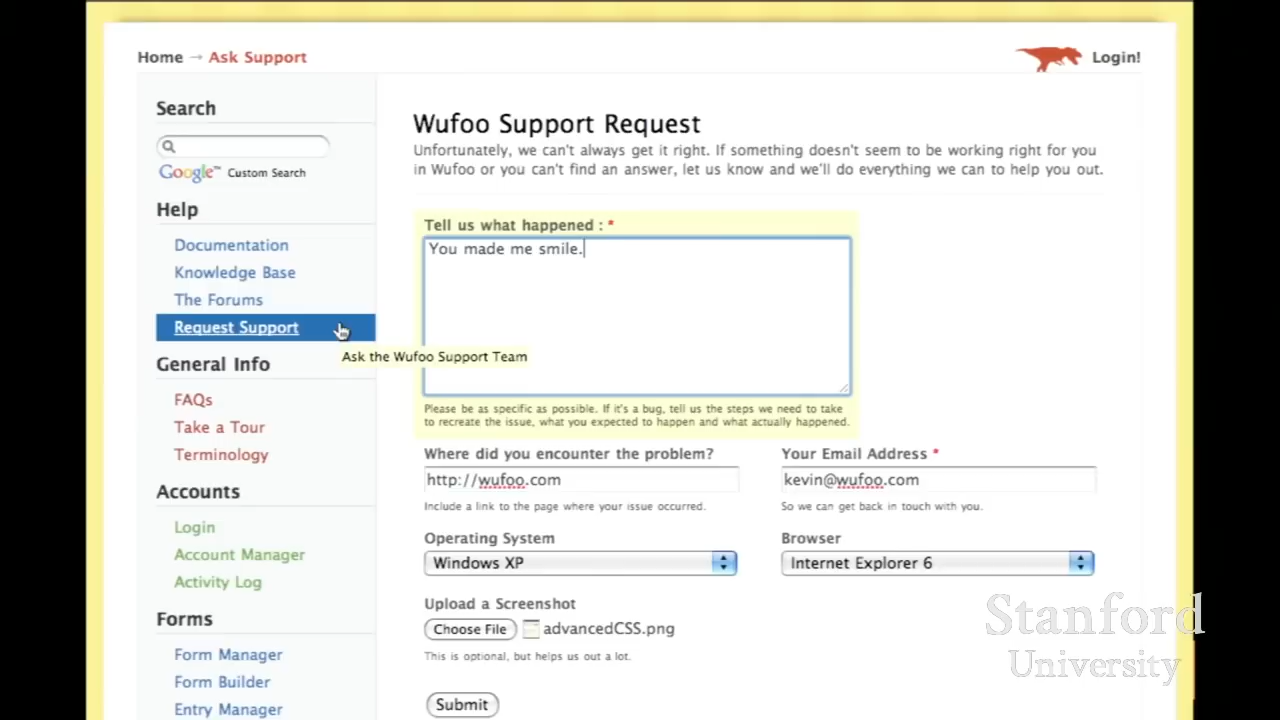 Home → Ask Support
Login!
Search
Google™ Custom Search
Help
Documentation
Knowledge Base
The Forums
Request Support
Ask the Wufoo Support Team
General Info
FAQs
Take a Tour
Terminology
Accounts
Login
Account Manager
Activity Log
Forms
Form Manager
Form Builder
Entry Manager
Wufoo Support Request
Unfortunately, we can't always get it right. If something doesn't seem to be working right for you
in Wufoo or you can't find an answer, let us know and we'll do everything we can to help you out.
Tell us what happened : *
You made me smile.
Please be as specific as possible. If it's a bug, tell us the steps we need to take
to recreate the issue, what you expected to happen and what actually happened.
Where did you encounter the problem?
http://wufoo.com
Include a link to the page where your issue occurred.
Your Email Address *
kevin@wufoo.com
So we can get back in touch with you.
Operating System
Windows XP
Browser
Internet Explorer 6
Upload a Screenshot
Choose File advancedCSS.png
This is optional, but helps us out a lot.
Submit
Stanford
University